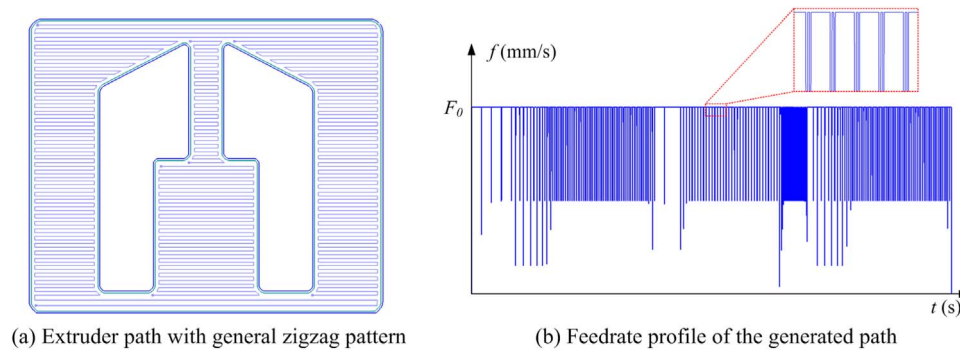 f (mm/s)
F0
t (s)
(a) Extruder path with general zigzag pattern
(b) Feedrate profile of the generated path